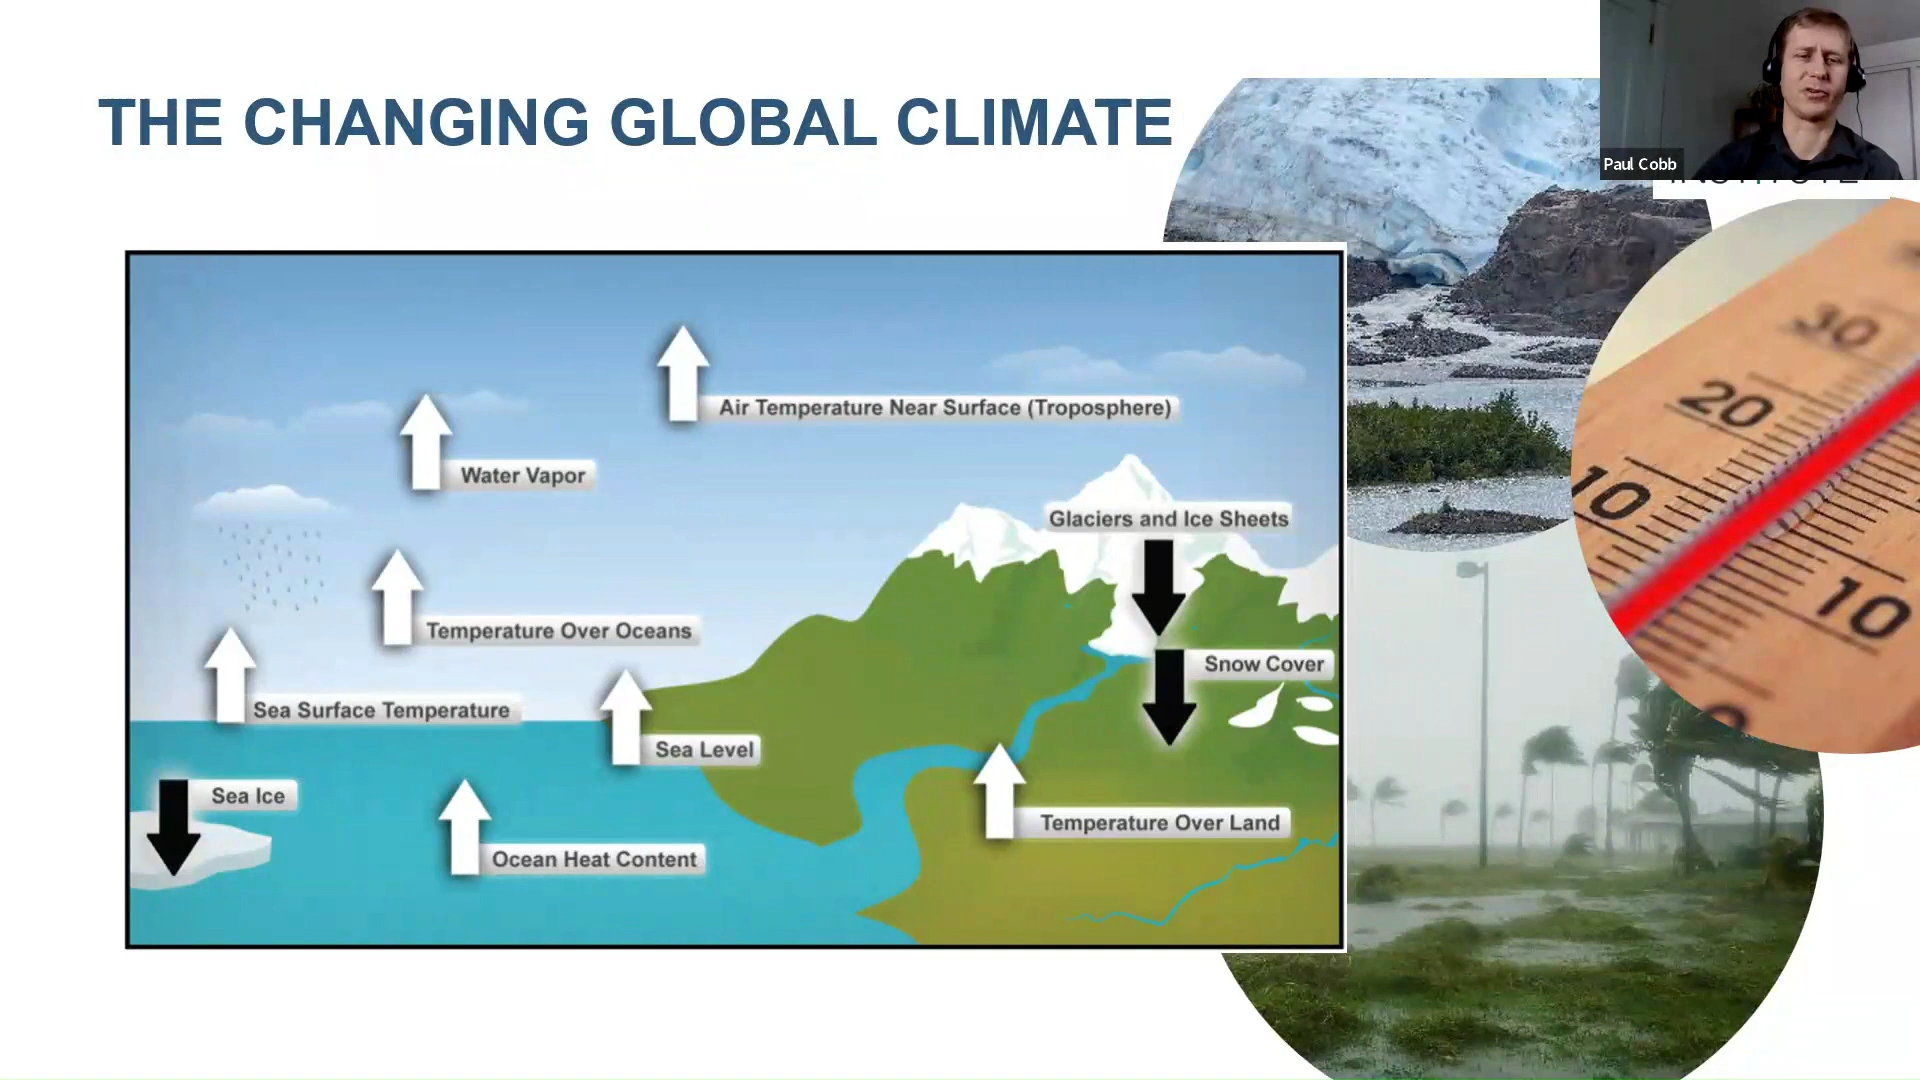 THE CHANGING GLOBAL CLIMATE
Paul Cobb
Air Temperature Near Surface (Troposphere)
Water Vapor
Glaciers and Ice Sheets
Temperature Over Oceans
Snow Cover
Sea Surface Temperature
Sea Level
Sea Ice
Temperature Over Land
Ocean Heat Content
30
20
10
10
0